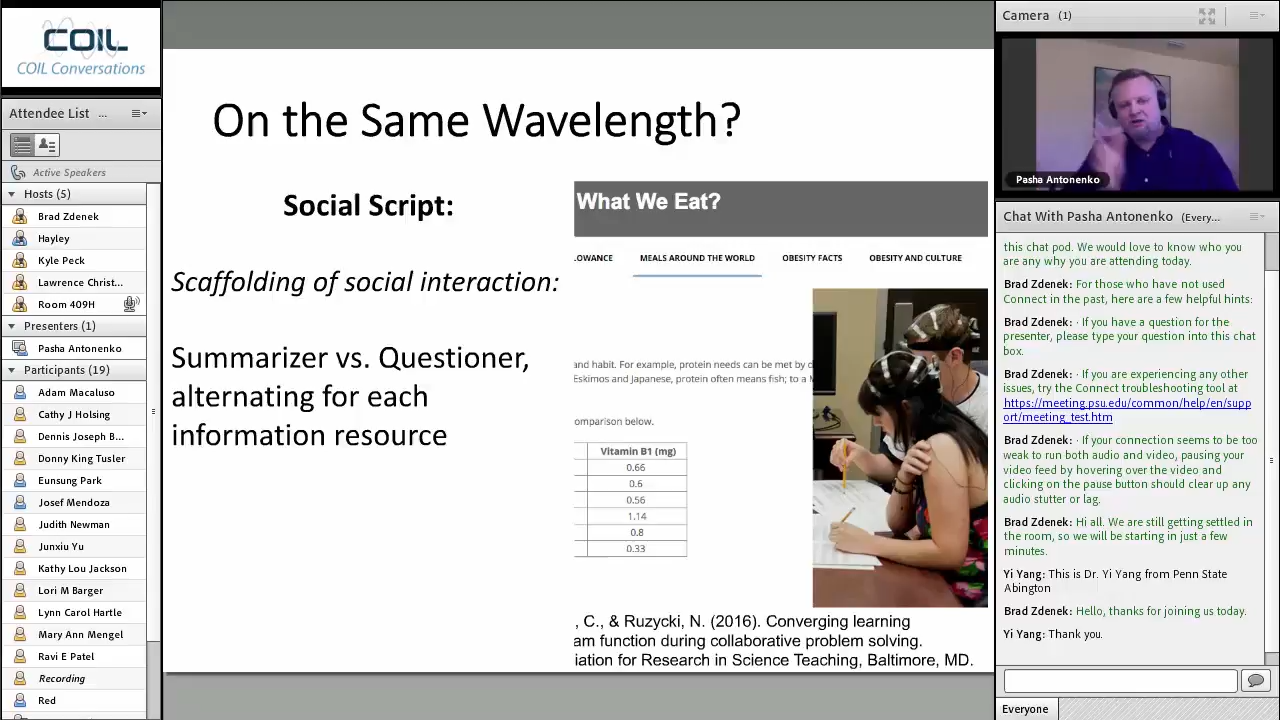 COIL
COIL Conversations
Attendee List ...
Active Speakers
Hosts (5)
Brad Zdenek
Hayley
Kyle Peck
Lawrence Christ...
Room 409H
Presenters (1)
Pasha Antonenko
Participants (19)
Adam Macaluso
Cathy J Holsing
Dennis Joseph B...
Donny King Tusler
Eunsung Park
Josef Mendoza
Judith Newman
Junxiu Yu
Kathy Lou Jackson
Lori M Barger
Lynn Carol Hartle
Mary Ann Mengel
Ravi E Patel
Recording
Red
On the Same Wavelength?
Social Script:
Scaffolding of social interaction:
Summarizer vs. Questioner,
alternating for each
information resource
What We Eat?
LOWANCE
MEALS AROUND THE WORLD
OBESITY FACTS
OBESITY AND CULTURE
and habit. For example, protein needs can be met by
Eskimos and Japanese, protein often means fish; to a
omparison below.
Vitamin B1 (mg)
0.66
0.6
0.56
1.14
0.8
0.33
, C., & Ruzycki, N. (2016). Converging learning
am function during collaborative problem solving.
iation for Research in Science Teaching, Baltimore, MD.
Camera (1)
Pasha Antonenko
Chat With Pasha Antonenko (Every...
this chat pod. We would love to know who you
are any why you are attending today.
Brad Zdenek: For those who have not used
Connect in the past, here are a few helpful hints:
Brad Zdenek: · If you have a question for the
presenter, please type your question into this chat
box.
Brad Zdenek: · If you are experiencing any other
issues, try the Connect troubleshooting tool at
https://meeting.psu.edu/common/help/en/supp
ort/meeting_test.htm
Brad Zdenek: · If your connection seems to be too
weak to run both audio and video, pausing your
video feed by hovering over the video and
clicking on the pause button should clear up any
audio stutter or lag.
Brad Zdenek: Hi all. We are still getting settled in
the room, so we will be starting in just a few
minutes.
Yi Yang: This is Dr. Yi Yang from Penn State
Abington
Brad Zdenek: Hello, thanks for joining us today.
Yi Yang: Thank you.
Everyone